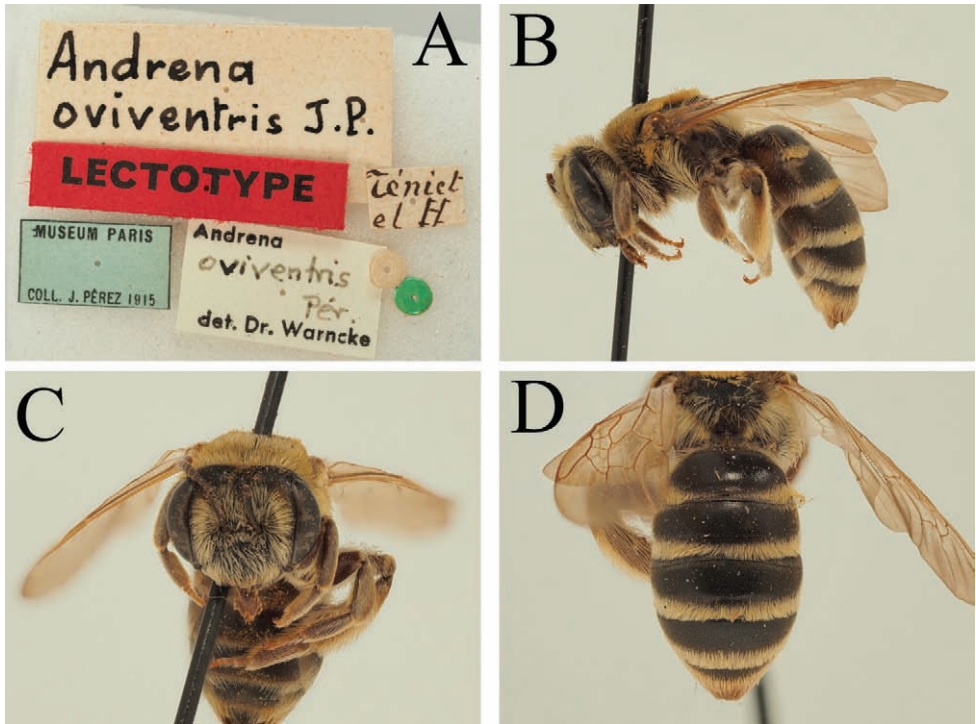 A
Andrena
oviventris J.P.
LECTOTYPE
Téniet
el H
MUSEUM PARIS
COLL. J. PÉREZ 1915
Andrena
oviventris
Pér.
det. Dr. Warncke
B
C
D